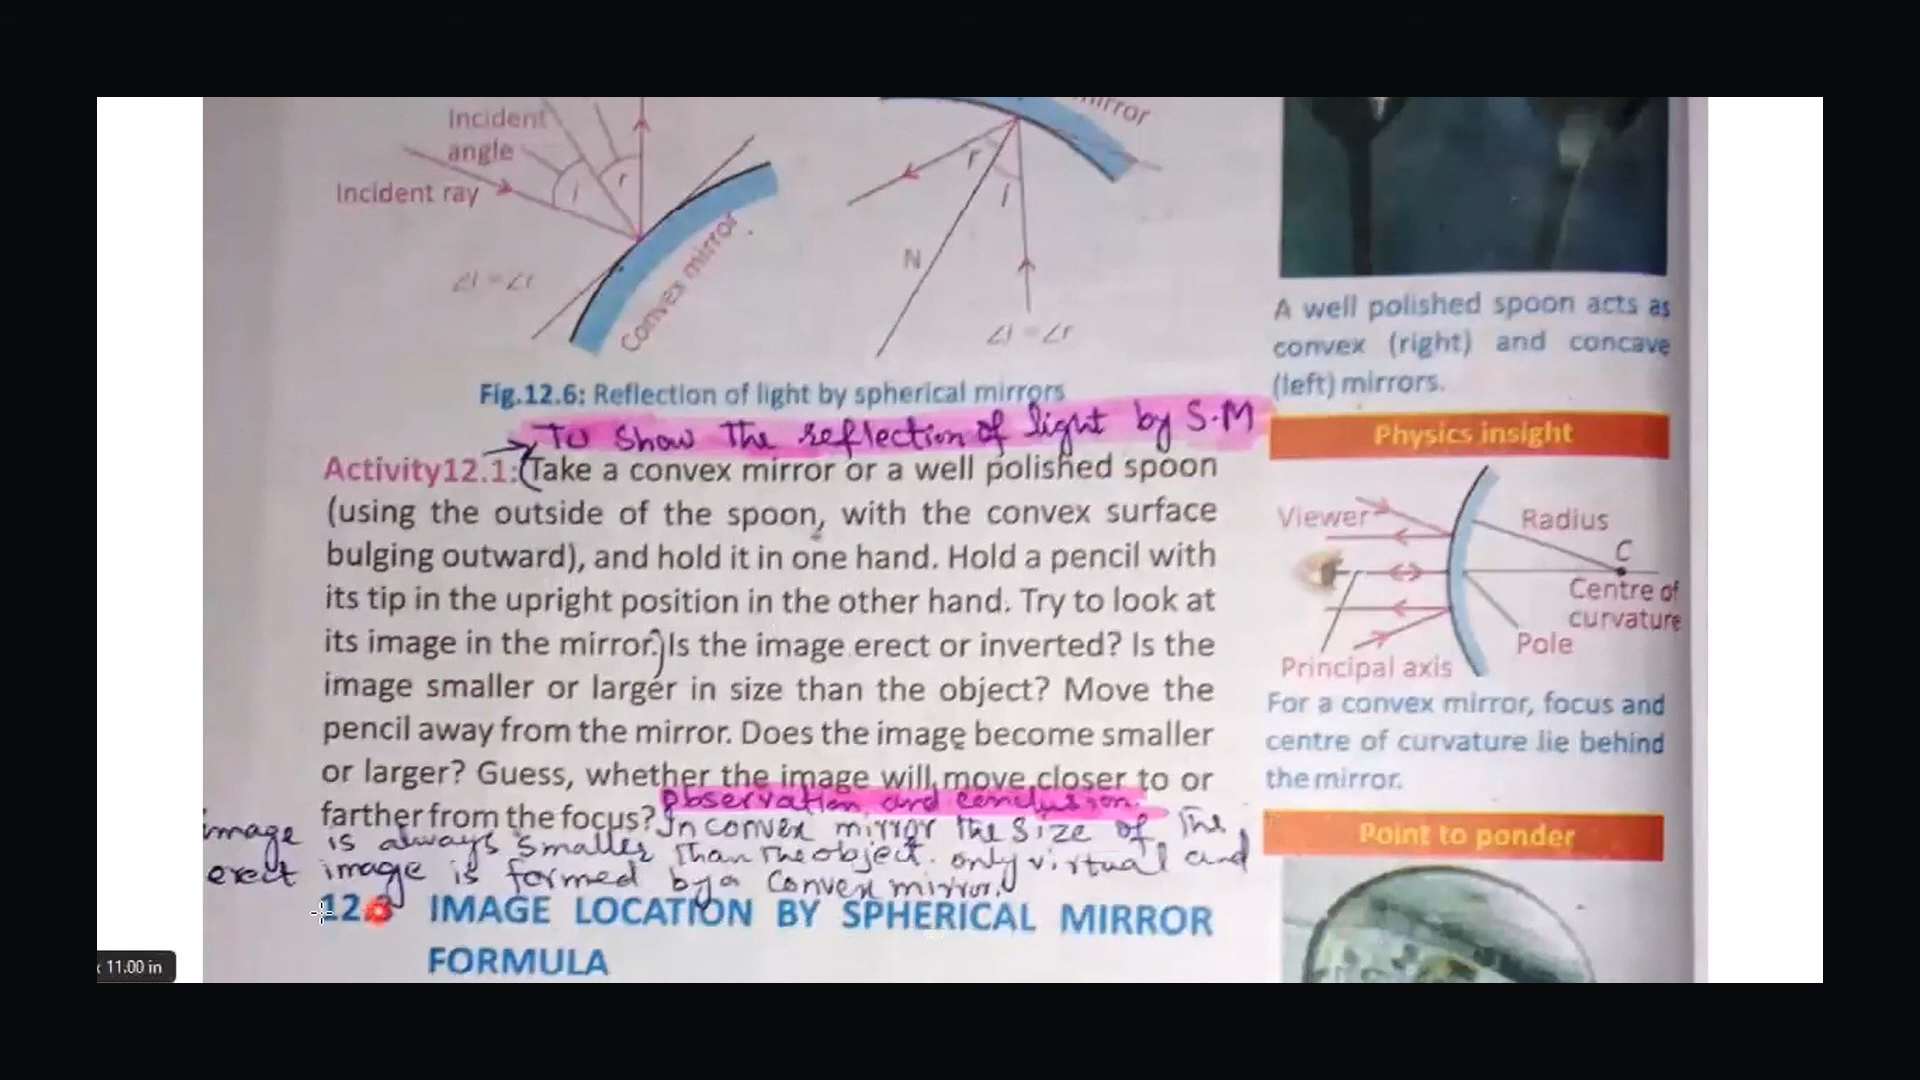 Incident
angle
Incident ray
i
r
∠i = ∠r
Convex mirror
r
i
N
∠i = ∠r
Fig.12.6: Reflection of light by spherical mirrors
To show the reflection of light by S.M
Activity12.1: (Take a convex mirror or a well polished spoon
(using the outside of the spoon, with the convex surface
bulging outward), and hold it in one hand. Hold a pencil with
its tip in the upright position in the other hand. Try to look at
its image in the mirror.) Is the image erect or inverted? Is the
image smaller or larger in size than the object? Move the
pencil away from the mirror. Does the image become smaller
or larger? Guess, whether the image will move closer to or
farther from the focus? Observation and conclusion.
In convex mirror the size of the
image is always smaller than the object. only virtual and
erect image is formed by a convex mirror.
12. IMAGE LOCATION BY SPHERICAL MIRROR
FORMULA
A well polished spoon acts as
convex (right) and concave
(left) mirrors.
Physics insight
Viewer
Radius
C
Centre of
curvature
Pole
Principal axis
For a convex mirror, focus and
centre of curvature lie behind
the mirror.
Point to ponder
x 11.00 in